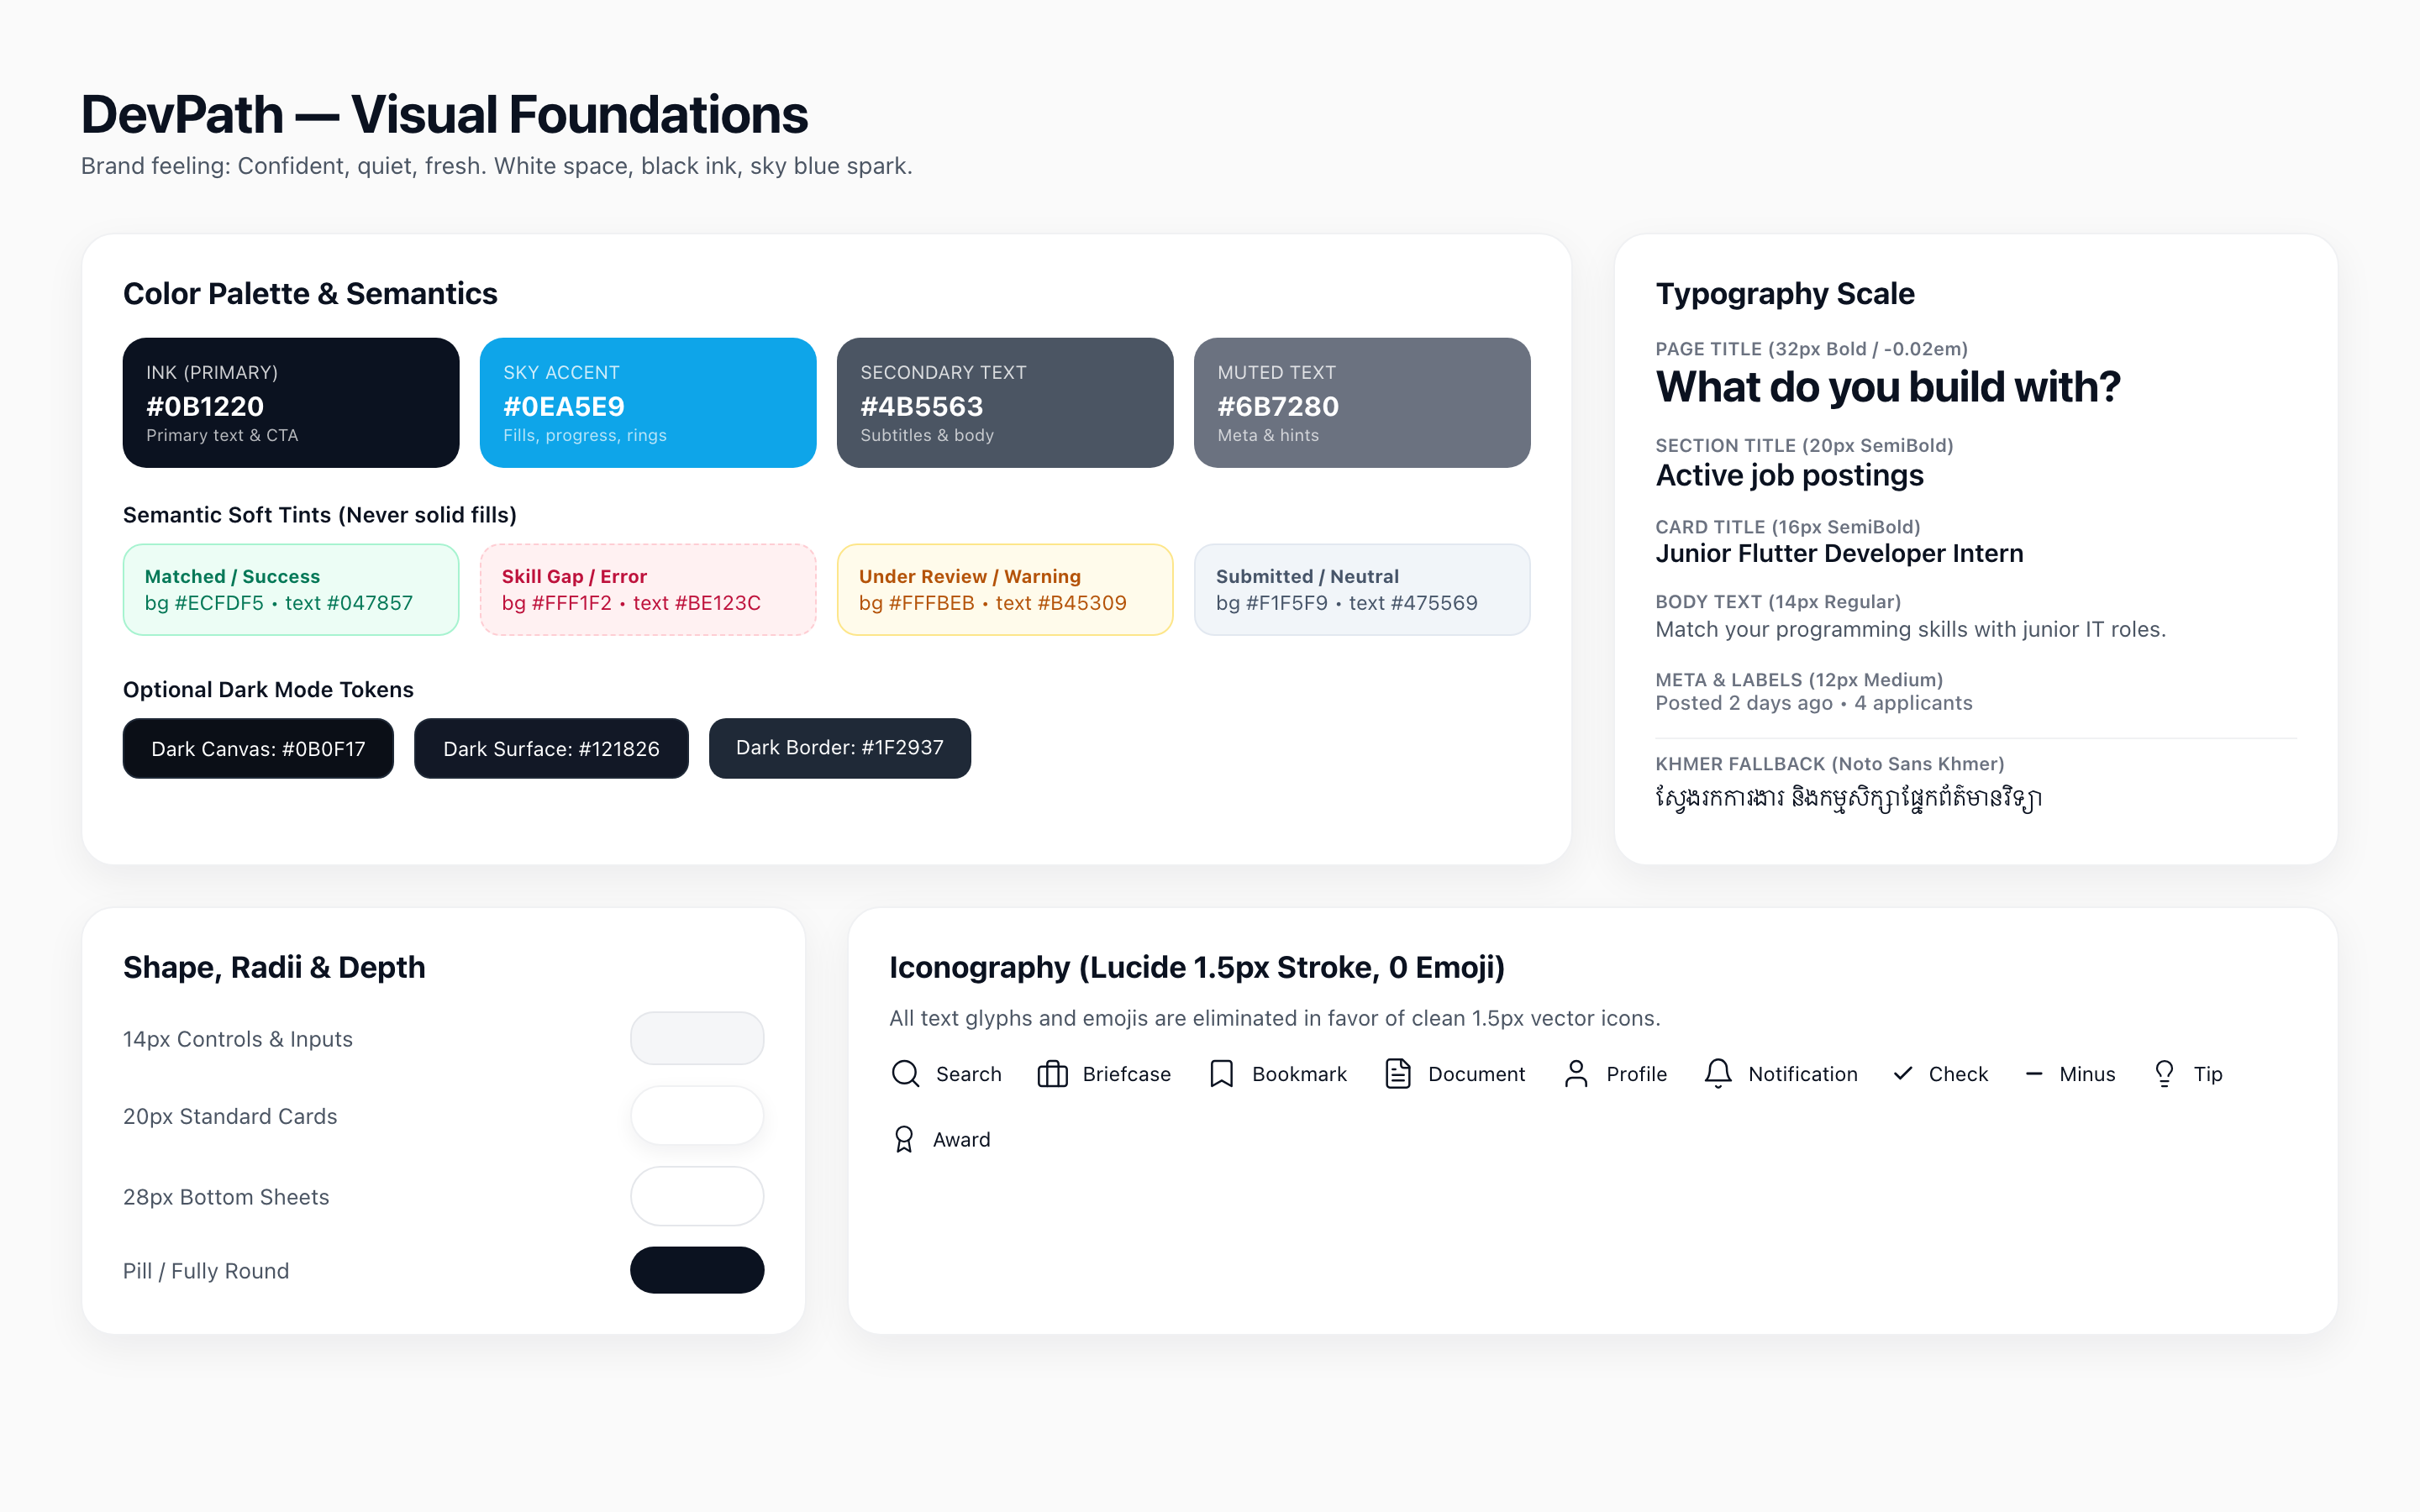 DevPath — Visual Foundations
Brand feeling: Confident, quiet, fresh. White space, black ink, sky blue spark.
Color Palette & Semantics
INK (PRIMARY)
#0B1220
Primary text & CTA
SKY ACCENT
#0EA5E9
Fills, progress, rings
SECONDARY TEXT
#4B5563
Subtitles & body
MUTED TEXT
#6B7280
Meta & hints
Semantic Soft Tints (Never solid fills)
Matched / Success
bg #ECFDF5 • text #047857
Skill Gap / Error
bg #FFF1F2 • text #BE123C
Under Review / Warning
bg #FFFBEB • text #B45309
Submitted / Neutral
bg #F1F5F9 • text #475569
Optional Dark Mode Tokens
Dark Canvas: #0B0F17
Dark Surface: #121826
Dark Border: #1F2937
Typography Scale
PAGE TITLE (32px Bold / -0.02em)
What do you build with?
SECTION TITLE (20px SemiBold)
Active job postings
CARD TITLE (16px SemiBold)
Junior Flutter Developer Intern
BODY TEXT (14px Regular)
Match your programming skills with junior IT roles.
META & LABELS (12px Medium)
Posted 2 days ago • 4 applicants
KHMER FALLBACK (Noto Sans Khmer)
ស្វែងរកការងារ និងកម្មសិក្សាផ្នែកព័ត៌មានវិទ្យា
Shape, Radii & Depth
14px Controls & Inputs
20px Standard Cards
28px Bottom Sheets
Pill / Fully Round
Iconography (Lucide 1.5px Stroke, 0 Emoji)
All text glyphs and emojis are eliminated in favor of clean 1.5px vector icons.
Search
Briefcase
Bookmark
Document
Profile
Notification
Check
Minus
Tip
Award